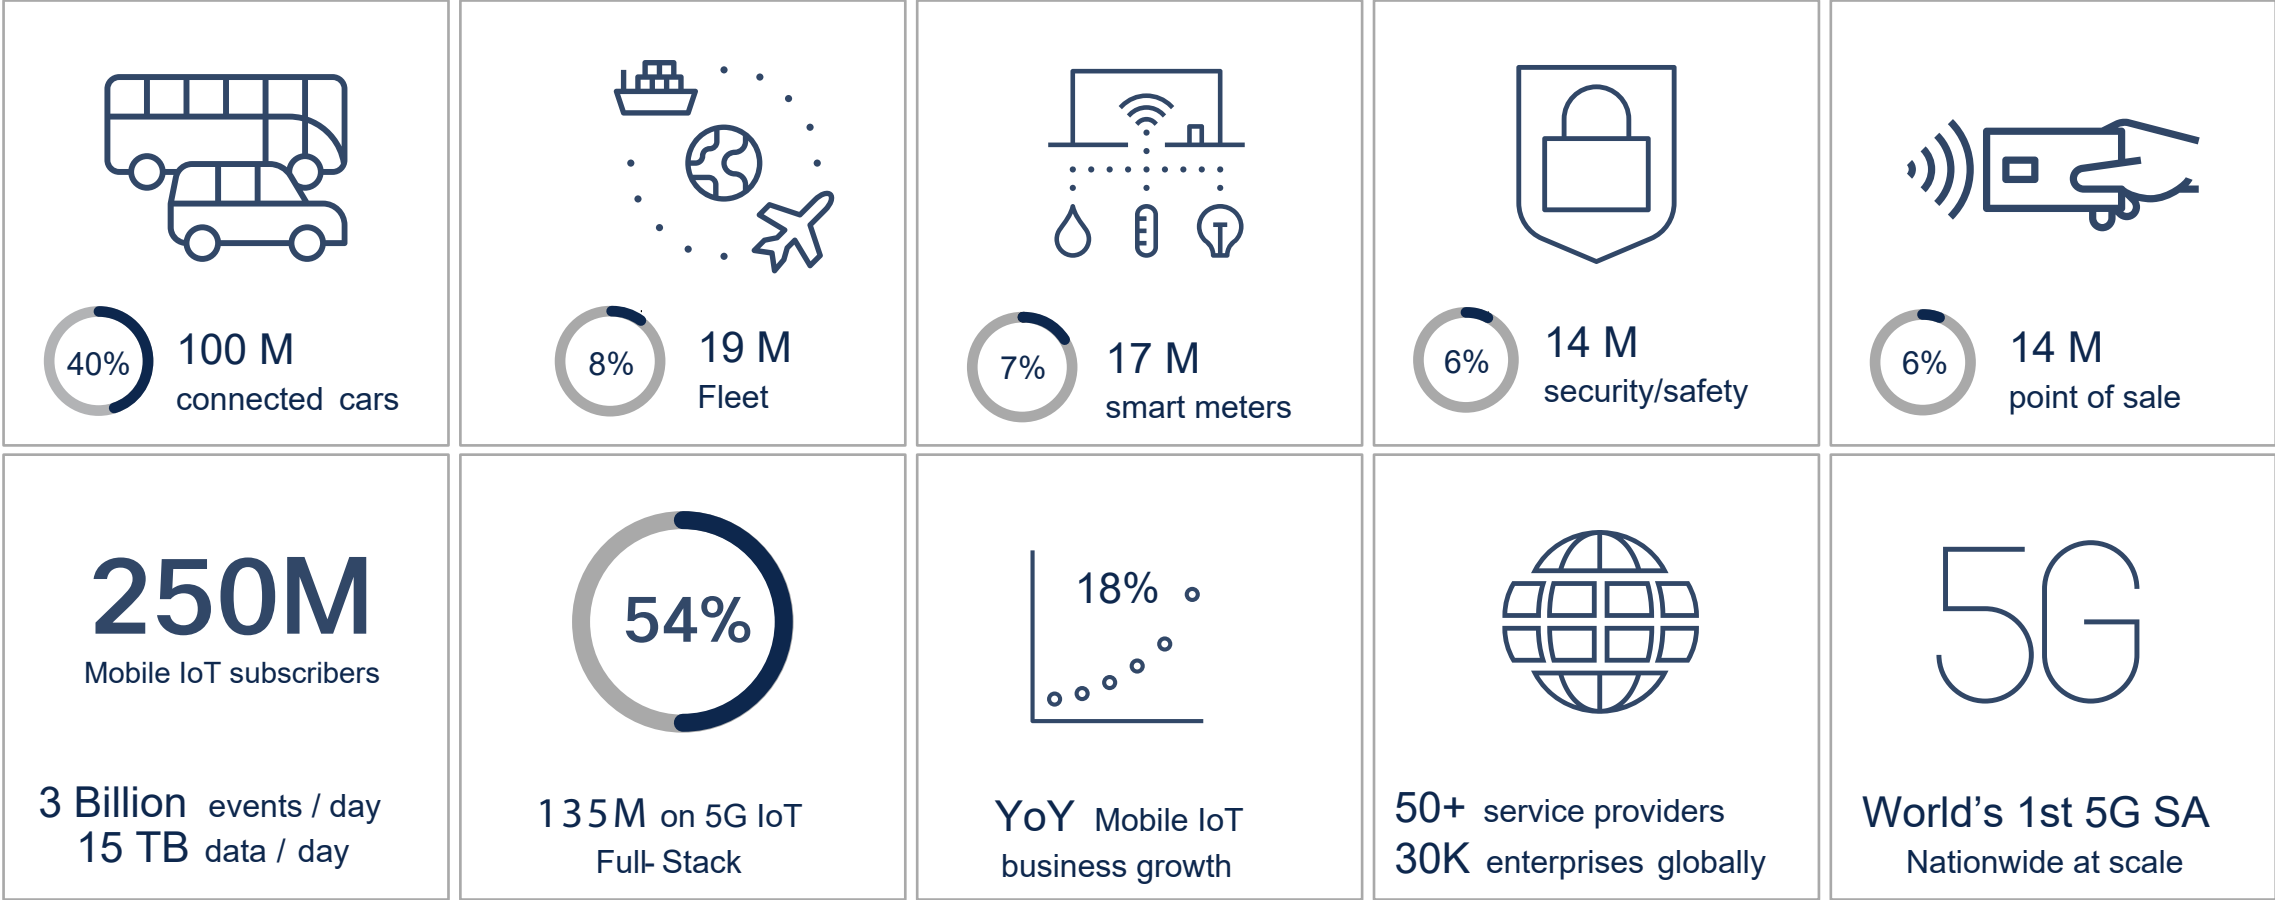 40%
100 M
connected cars
8%
19 M
Fleet
7%
17 M
smart meters
6%
14 M
security/safety
6%
14 M
point of sale
250M
Mobile IoT subscribers
3 Billion events / day
15 TB data / day
54%
135M on 5G IoT
Full- Stack
18%
YoY Mobile IoT
business growth
50+ service providers
30K enterprises globally
5G
World's 1st 5G SA
Nationwide at scale